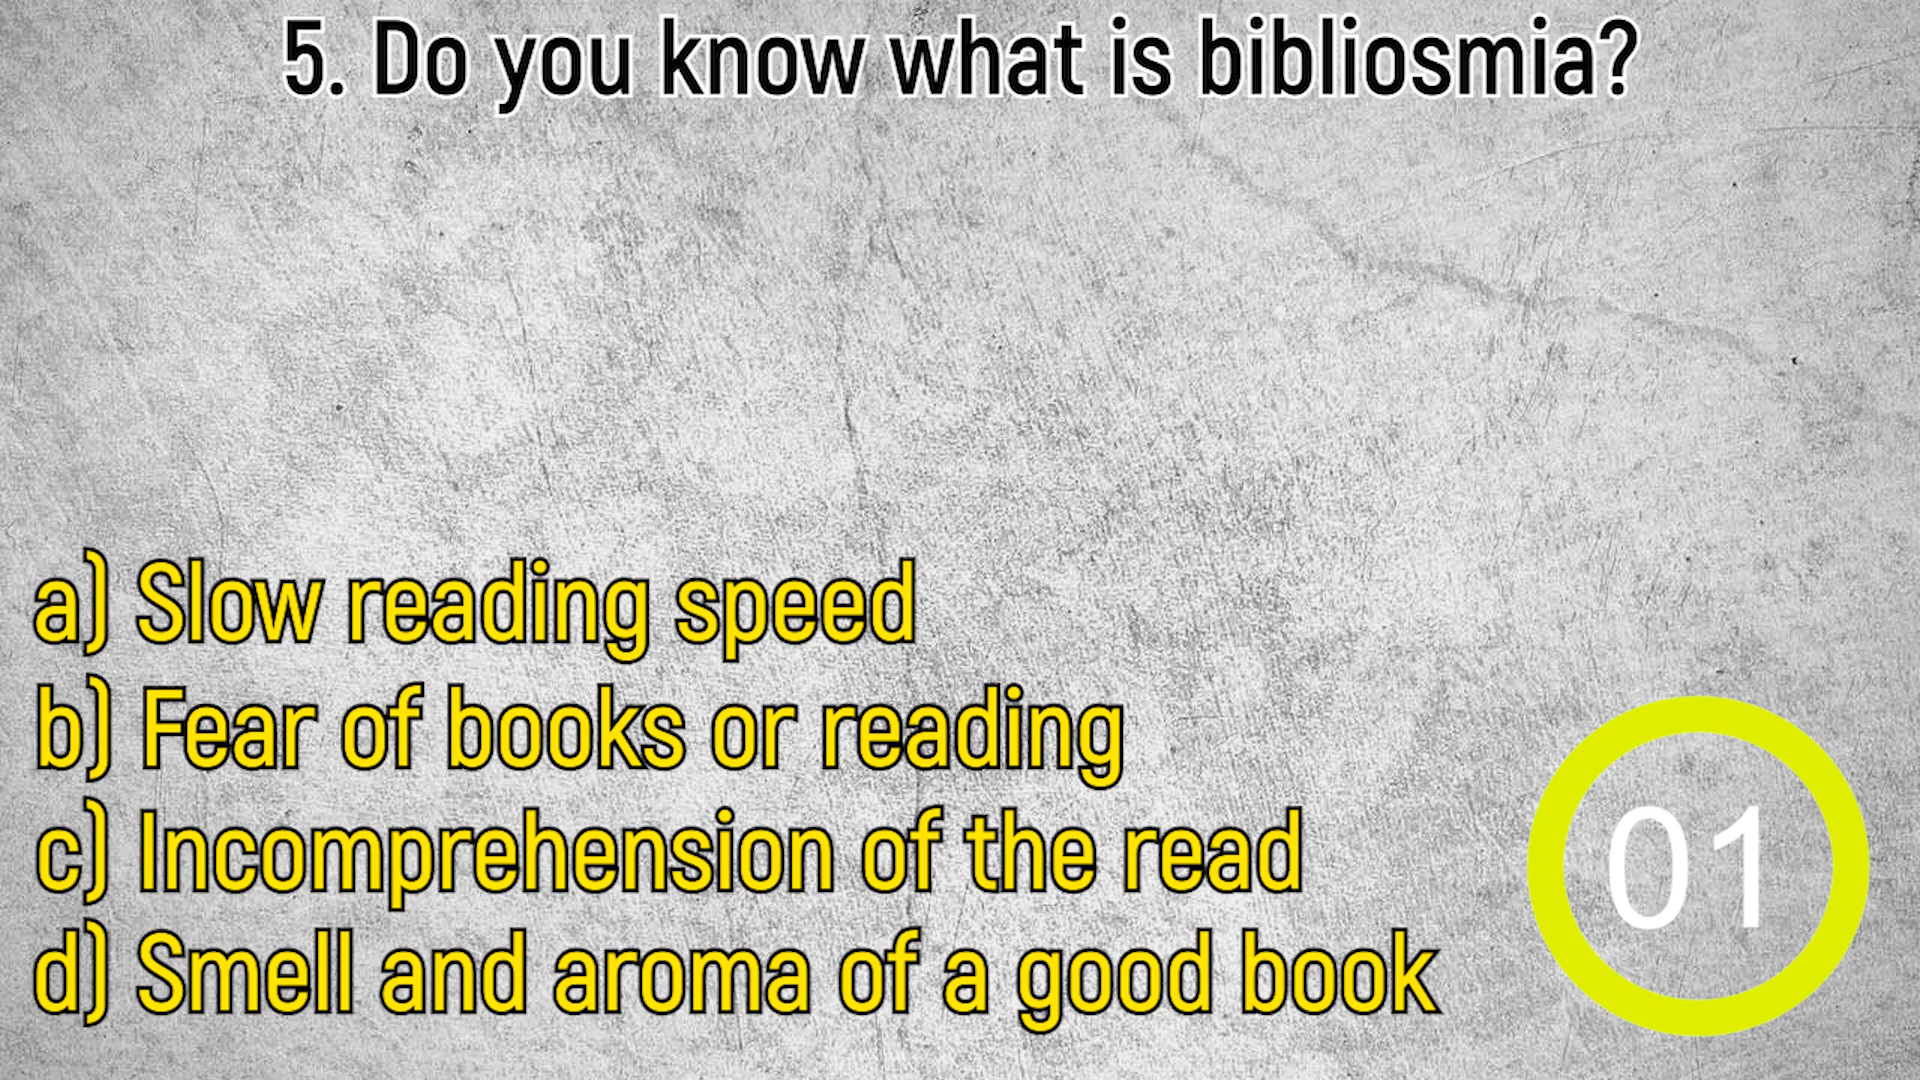 5. Do you know what is bibliosmia?
a) Slow reading speed
b) Fear of books or reading
c) Incomprehension of the read
d) Smell and aroma of a good book
01